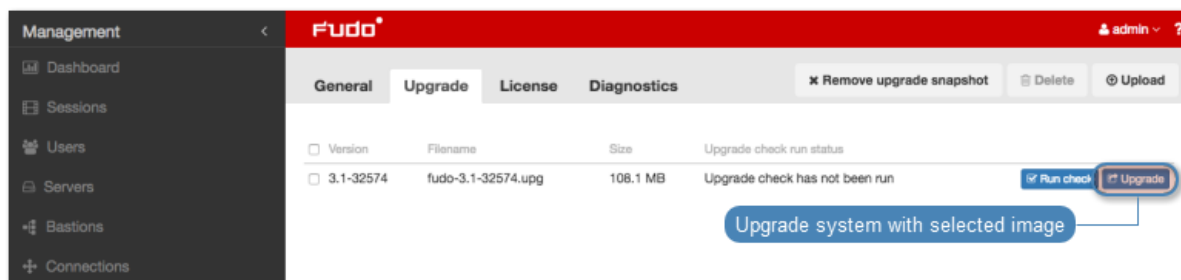 Management
Fudo
admin
?
Dashboard
General Upgrade License Diagnostics
Remove upgrade snapshot Delete Upload
Sessions
Users
Version Filename Size Upgrade check run status
3.1-32574 fudo-3.1-32574.upg 108.1 MB Upgrade check has not been run Run check Upgrade
Servers
Upgrade system with selected image
Bastions
Connections